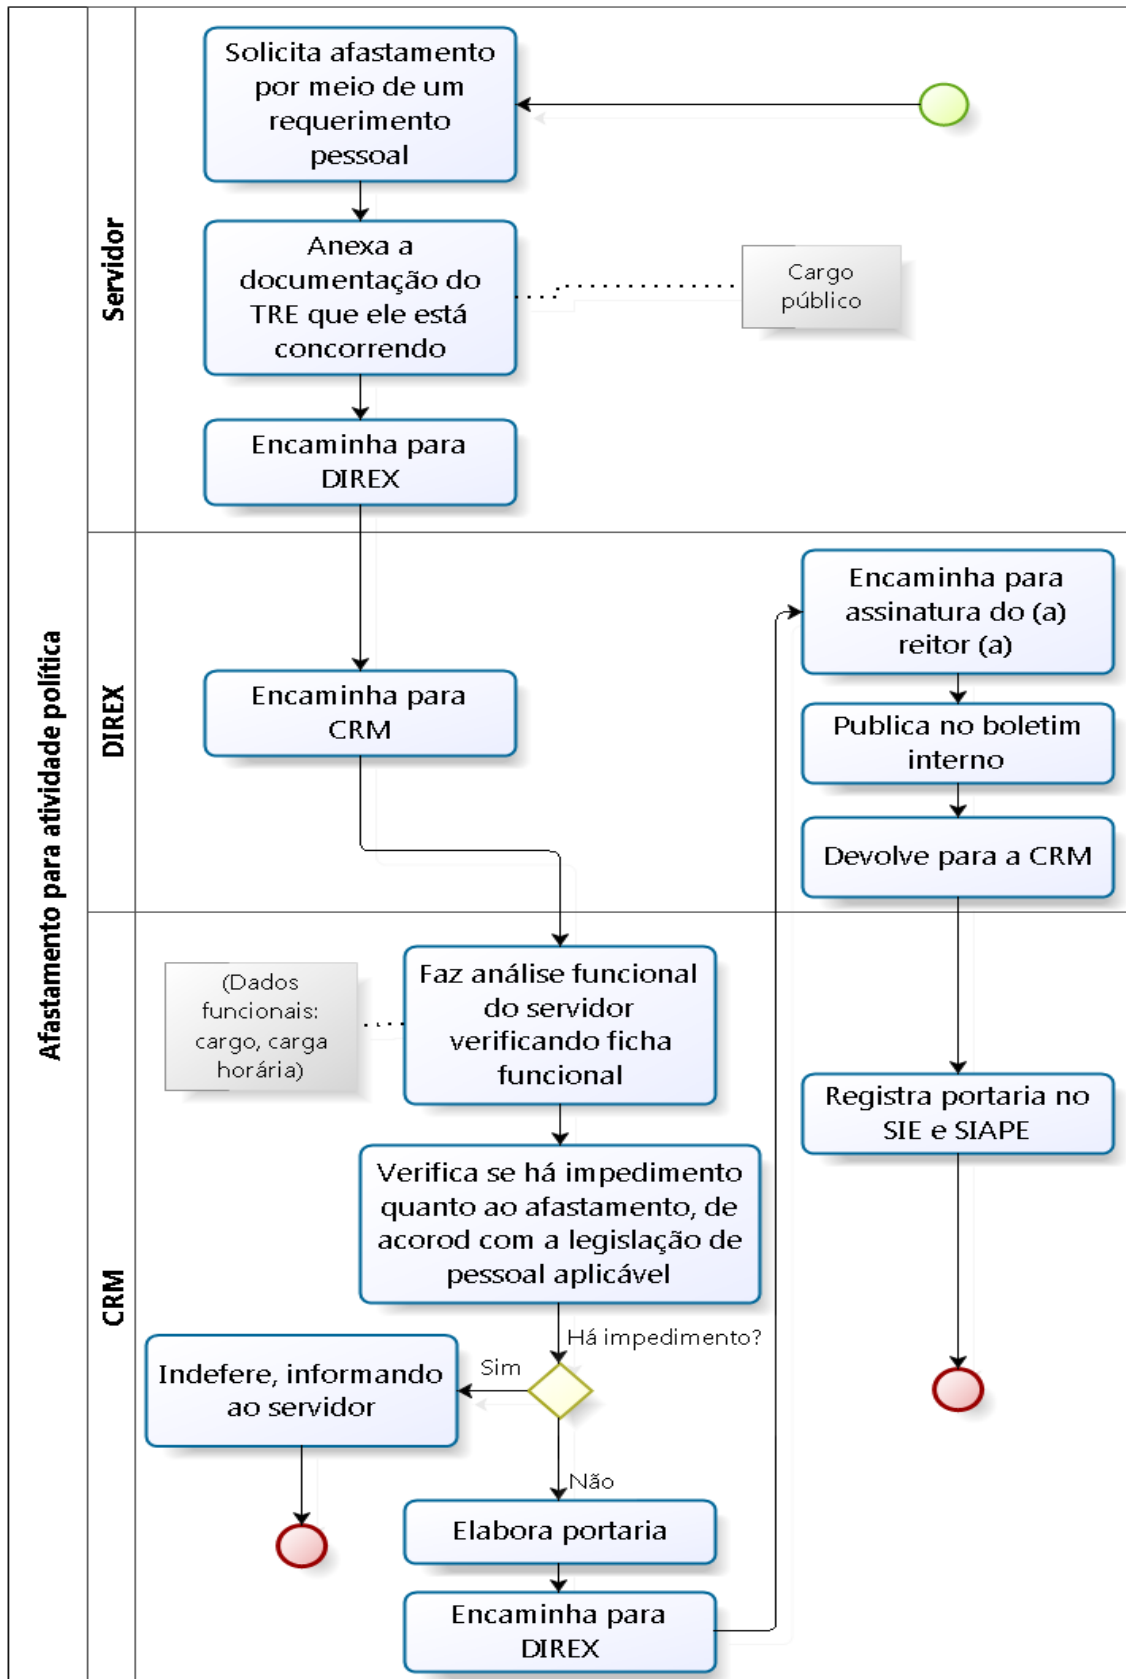 Afastamento para atividade política
Servidor
Solicita afastamento
por meio de um
requerimento
pessoal
Anexa a
documentação do
TRE que ele está
concorrendo
Cargo
público
Encaminha para
DIREX
DIREX
Encaminha para
CRM
Encaminha para
assinatura do (a)
reitor (a)
Publica no boletim
interno
Devolve para a CRM
CRM
(Dados
funcionais:
cargo, carga
horária)
Faz análise funcional
do servidor
verificando ficha
funcional
Verifica se há impedimento
quanto ao afastamento, de
acorod com a legislação de
pessoal aplicável
Há impedimento?
Sim
Indefere, informando
ao servidor
Não
Elabora portaria
Encaminha para
DIREX
Registra portaria no
SIE e SIAPE